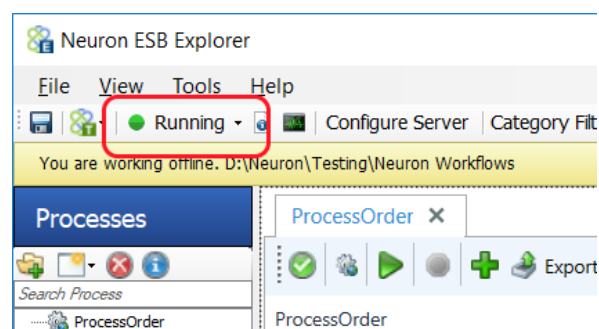 Neuron ESB Explorer
File View Tools Help
Running Configure Server Category Filt
You are working offline. D:\Neuron\Testing\Neuron Workflows
Processes
ProcessOrder
Export
Search Process
ProcessOrder
ProcessOrder